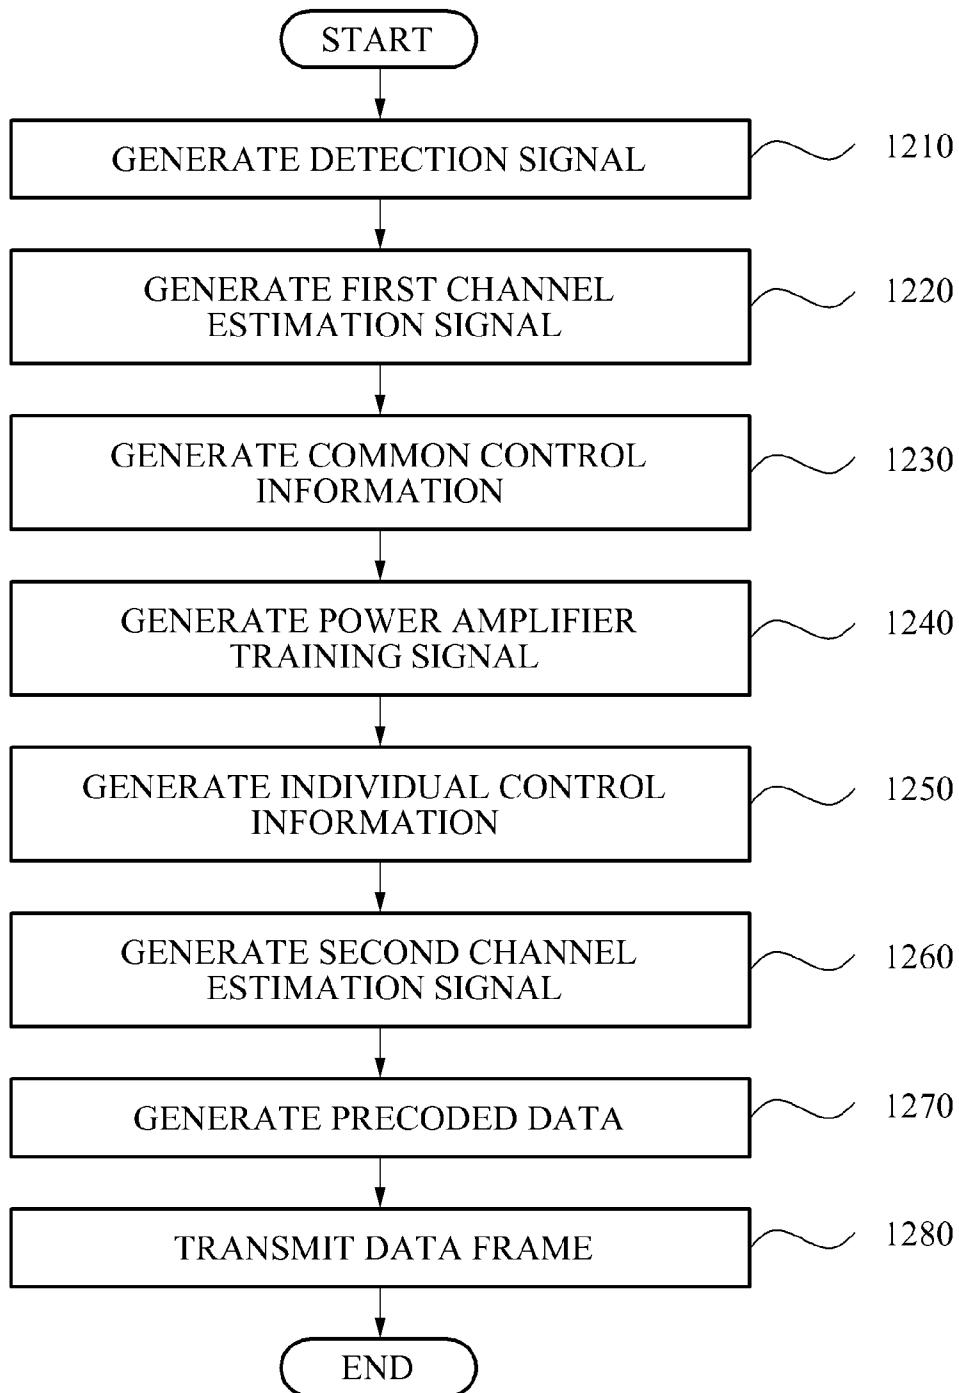 START
GENERATE DETECTION SIGNAL
1210
GENERATE FIRST CHANNEL
ESTIMATION SIGNAL
1220
GENERATE COMMON CONTROL
INFORMATION
1230
GENERATE POWER AMPLIFIER
TRAINING SIGNAL
1240
GENERATE INDIVIDUAL CONTROL
INFORMATION
1250
GENERATE SECOND CHANNEL
ESTIMATION SIGNAL
1260
GENERATE PRECODED DATA
1270
TRANSMIT DATA FRAME
1280
END